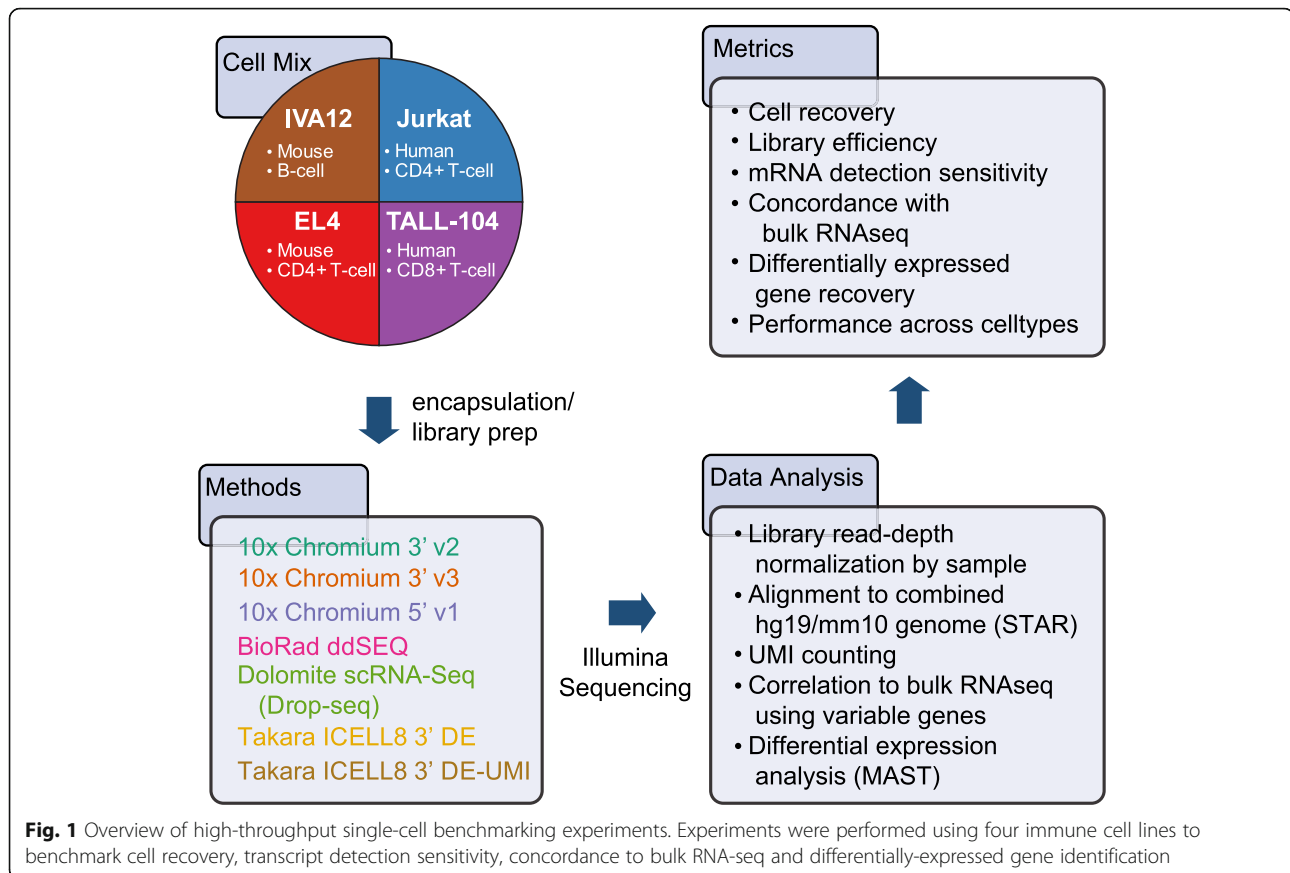 Cell Mix
IVA12
• Mouse
• B-cell
Jurkat
• Human
• CD4+ T-cell
EL4
• Mouse
• CD4+ T-cell
TALL-104
• Human
• CD8+ T-cell
encapsulation/
library prep
Methods
10x Chromium 3’ v2
10x Chromium 3’ v3
10x Chromium 5’ v1
BioRad ddSEQ
Dolomite scRNA-Seq
(Drop-seq)
Takara ICELL8 3’ DE
Takara ICELL8 3’ DE-UMI
Illumina
Sequencing
Data Analysis
• Library read-depth
normalization by sample
• Alignment to combined
hg19/mm10 genome (STAR)
• UMI counting
• Correlation to bulk RNAseq
using variable genes
• Differential expression
analysis (MAST)
Metrics
• Cell recovery
• Library efficiency
• mRNA detection sensitivity
• Concordance with
bulk RNAseq
• Differentially expressed
gene recovery
• Performance across celltypes
Fig. 1 Overview of high-throughput single-cell benchmarking experiments. Experiments were performed using four immune cell lines to
benchmark cell recovery, transcript detection sensitivity, concordance to bulk RNA-seq and differentially-expressed gene identification